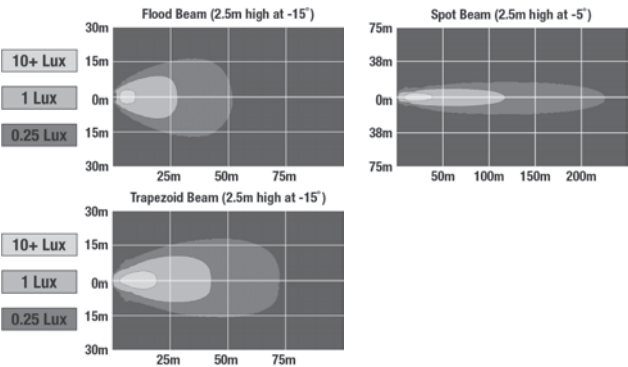 Flood Beam (2.5m high at -15˚)
30m
15m
0m
15m
30m
25m 50m 75m
10+ Lux
1 Lux
0.25 Lux
Spot Beam (2.5m high at -5˚)
75m
38m
0m
38m
75m
50m 100m 150m 200m
Trapezoid Beam (2.5m high at -15˚)
30m
15m
0m
15m
30m
25m 50m 75m
10+ Lux
1 Lux
0.25 Lux